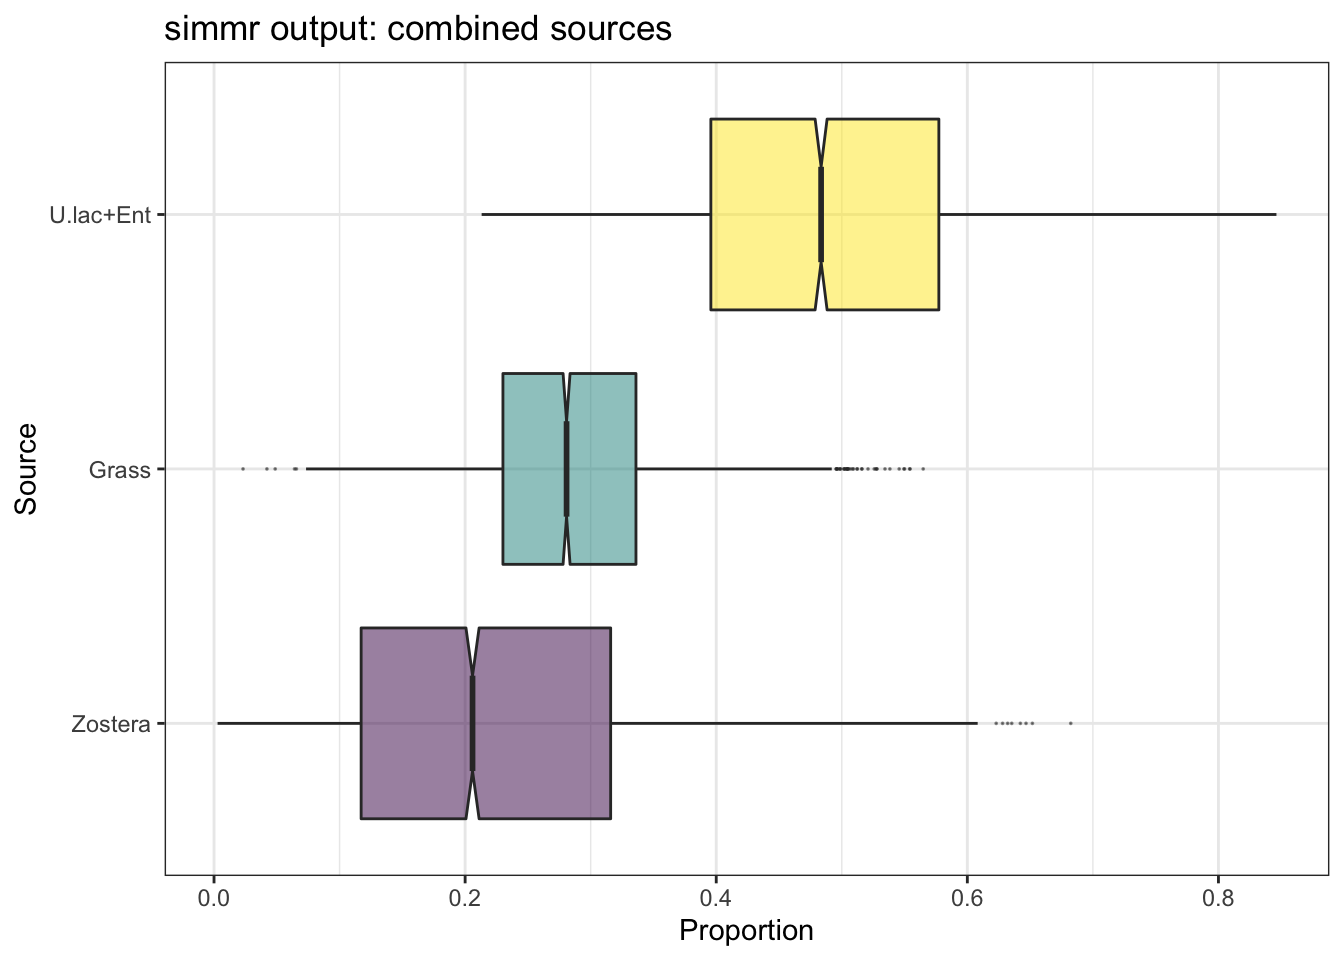 simmr output: combined sources
U.lac+Ent
Grass
Zostera
Source
0.0 0.2 0.4 0.6 0.8
Proportion